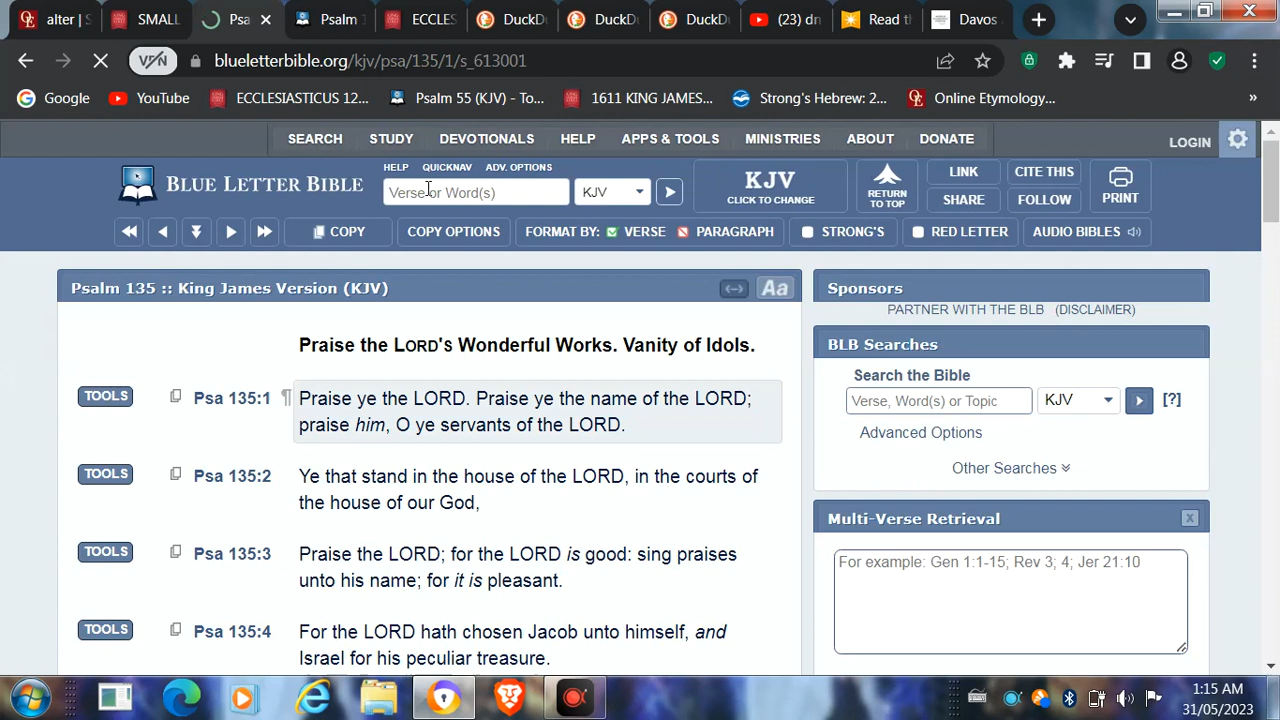 alter | S
SMALL
Psa
Psalm
ECCLES
DuckDu
DuckDu
DuckDu
(23) d l
Read th
Davos
VPN
blueletterbible.org/kjv/psa/135/1/s_613001
Google
YouTube
ECCLESIASTICUS 12...
Psalm 55 (KJV) - To...
1611 KING JAMES...
Strong's Hebrew: 2...
Online Etymology...
SEARCH STUDY DEVOTIONALS HELP APPS & TOOLS MINISTRIES ABOUT DONATE
LOGIN
HELP QUICKNAV ADV. OPTIONS
BLUE LETTER BIBLE
Verse or Word(s)
KJV
KJV
CLICK TO CHANGE
RETURN
TO TOP
LINK
CITE THIS
SHARE
FOLLOW
PRINT
COPY
COPY OPTIONS
FORMAT BY: VERSE PARAGRAPH
STRONG'S
RED LETTER
AUDIO BIBLES
Psalm 135 :: King James Version (KJV)
Aa
Praise the LORD'S Wonderful Works. Vanity of Idols.
TOOLS
Psa 135:1
¶
Praise ye the LORD. Praise ye the name of the LORD;
praise him, O ye servants of the LORD.
TOOLS
Psa 135:2
Ye that stand in the house of the LORD, in the courts of
the house of our God,
TOOLS
Psa 135:3
Praise the LORD; for the LORD is good: sing praises
unto his name; for it is pleasant.
TOOLS
Psa 135:4
For the LORD hath chosen Jacob unto himself, and
Israel for his peculiar treasure.
Sponsors
PARTNER WITH THE BLB (DISCLAIMER)
BLB Searches
Search the Bible
Verse, Word(s) or Topic
KJV
[?]
Advanced Options
Other Searches
Multi-Verse Retrieval
x
For example: Gen 1:1-15; Rev 3; 4; Jer 21:10
1:15 AM
31/05/2023